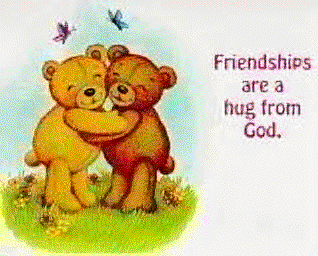 Friendships
are a
hug from
God.